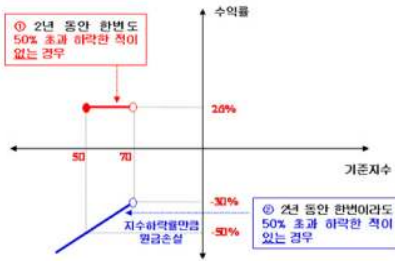 수익률
① 2년 동안 한번도
50% 초과 하락한 적이
없는 경우
26%
50
70
기준지수
-30%
② 2년 동안 한번이라도
50% 초과 하락한 적이
있는 경우
지수하락률만큼
원금손실
-50%